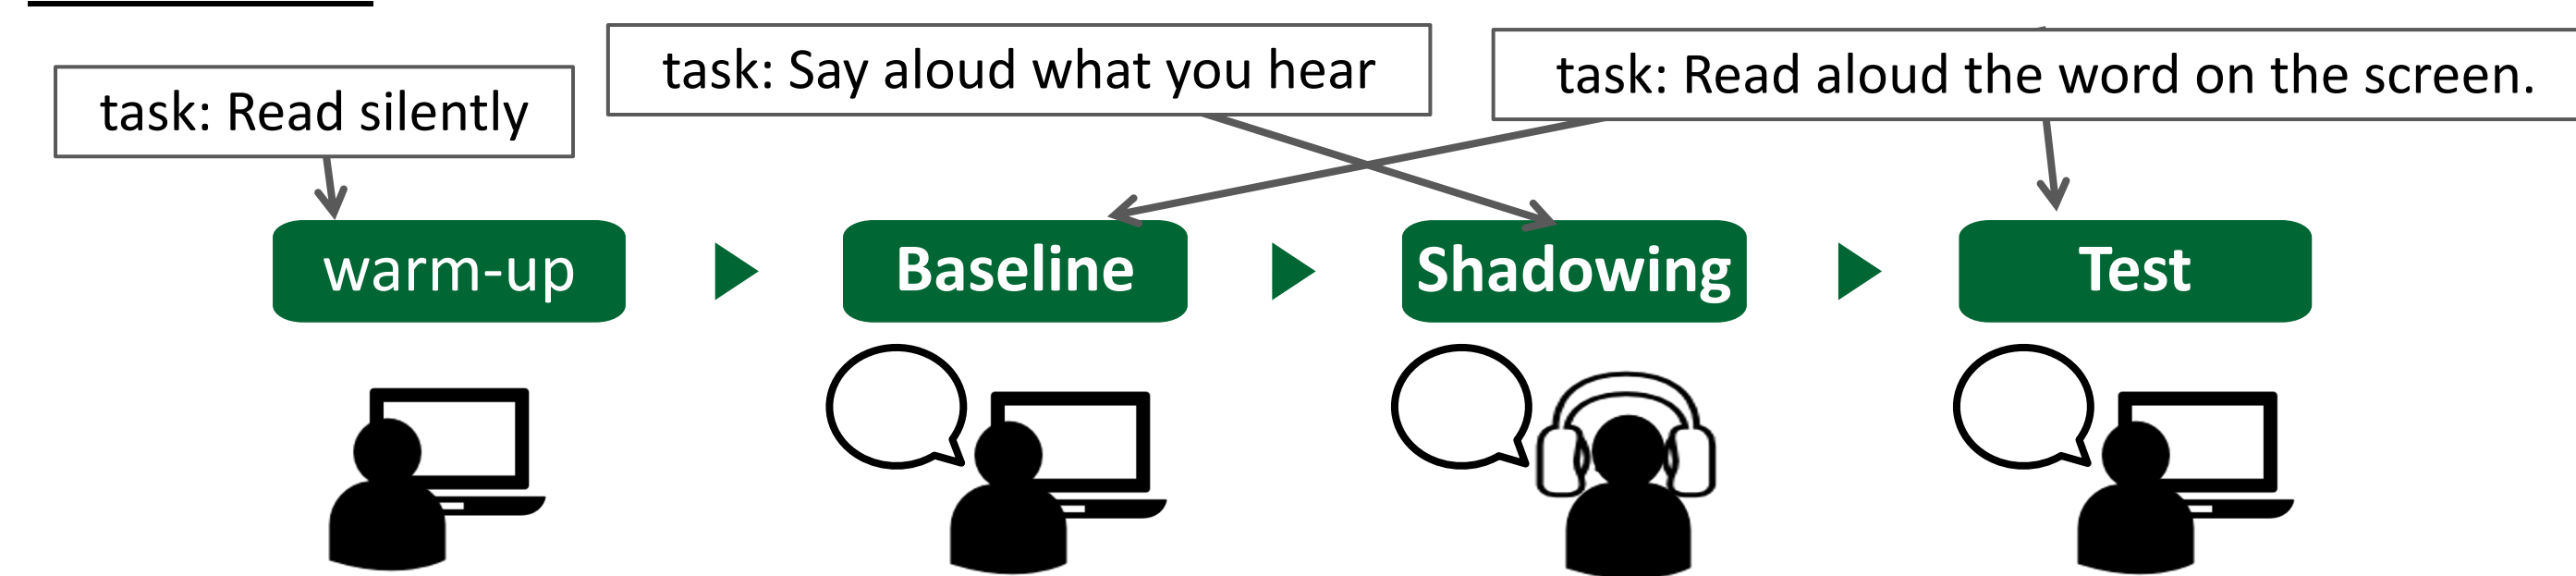 task: Read silently
task: Say aloud what you hear
task: Read aloud the word on the screen.
warm-up
Baseline
Shadowing
Test